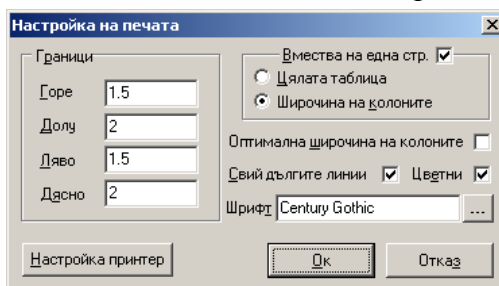 Настройка на печата
Граници
Горе 1.5
Долу 2
Ляво 1.5
Дясно 2
Вмества на една стр.
Цялата таблица
Широчина на колоните
Оптимална широчина на колоните
Свий дългите линии Цветни
Шрифт Century Gothic ...
Настройка принтер Ок Отказ